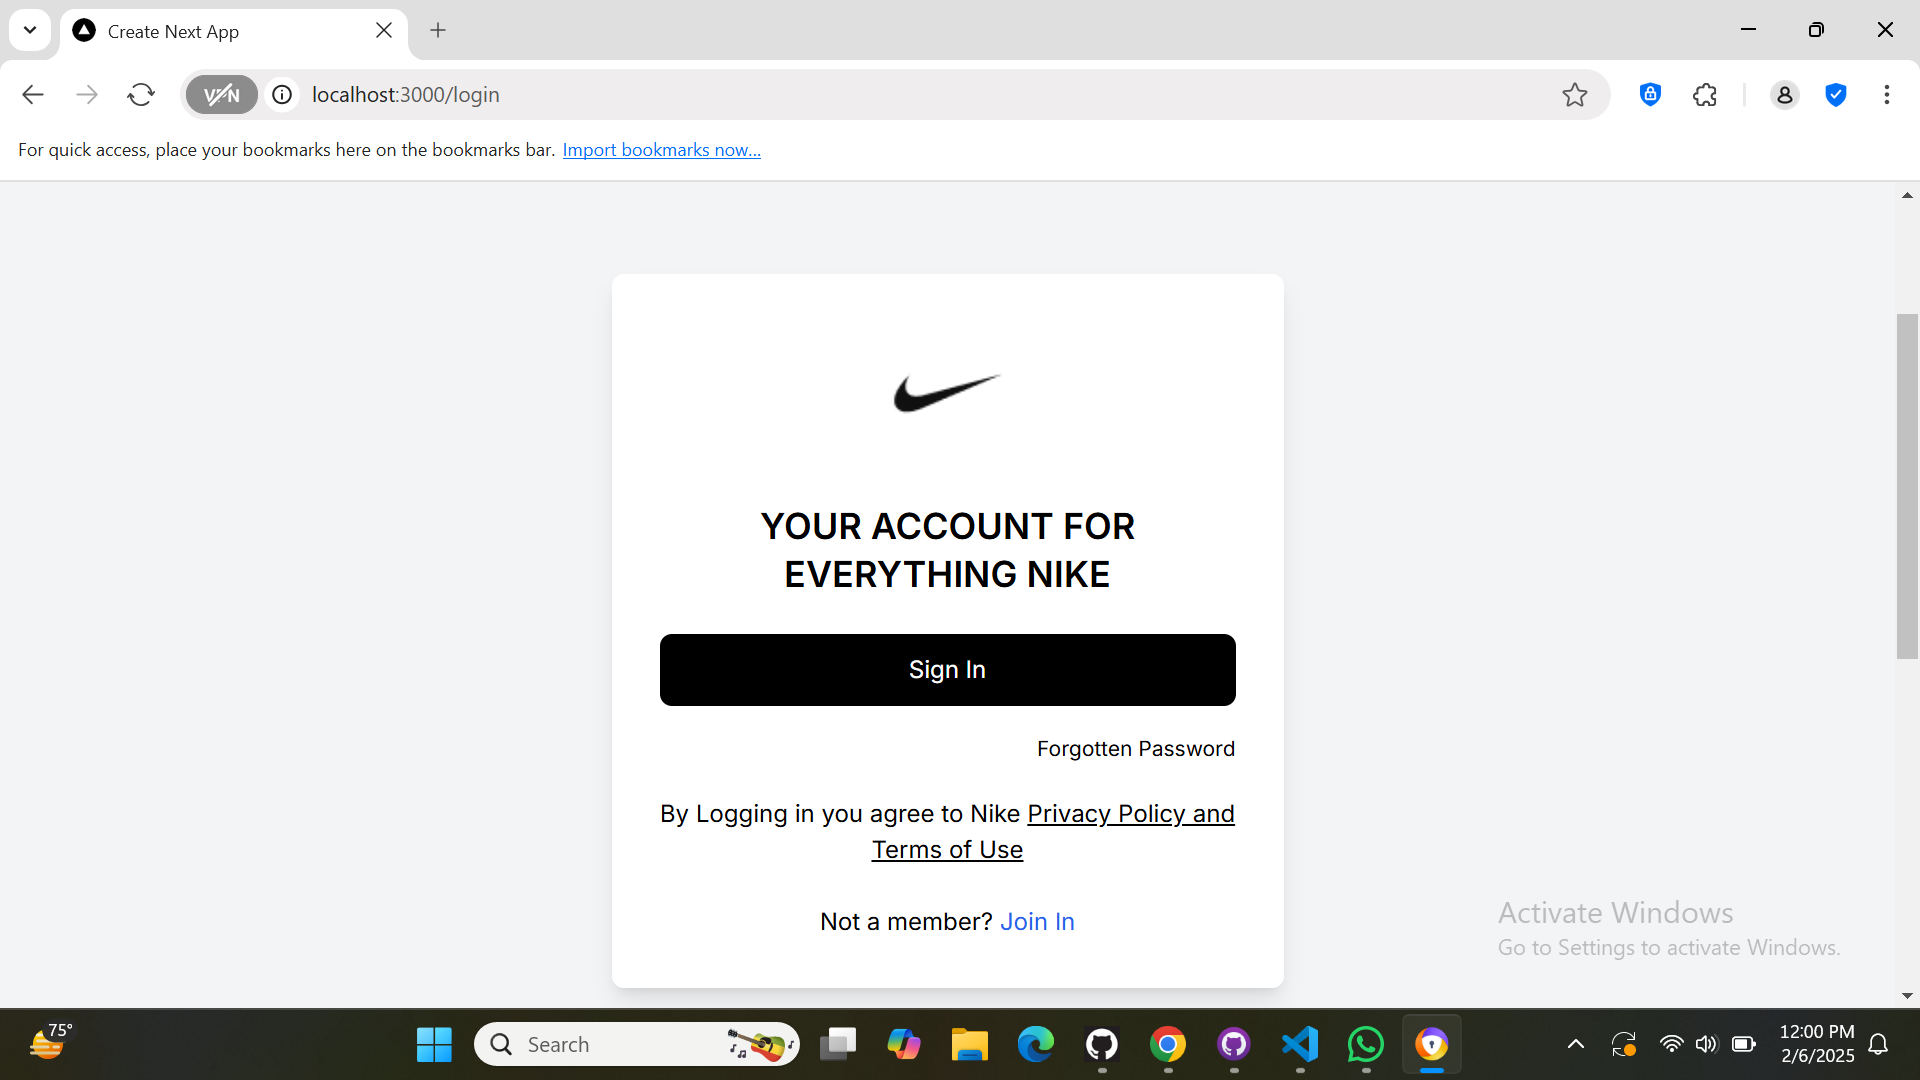 Create Next App
VPN
localhost:3000/login
For quick access, place your bookmarks here on the bookmarks bar. Import bookmarks now...
YOUR ACCOUNT FOR
EVERYTHING NIKE
Sign In
Forgotten Password
By Logging in you agree to Nike Privacy Policy and
Terms of Use
Not a member? Join In
Activate Windows
Go to Settings to activate Windows.
75°
Search
12:00 PM
2/6/2025